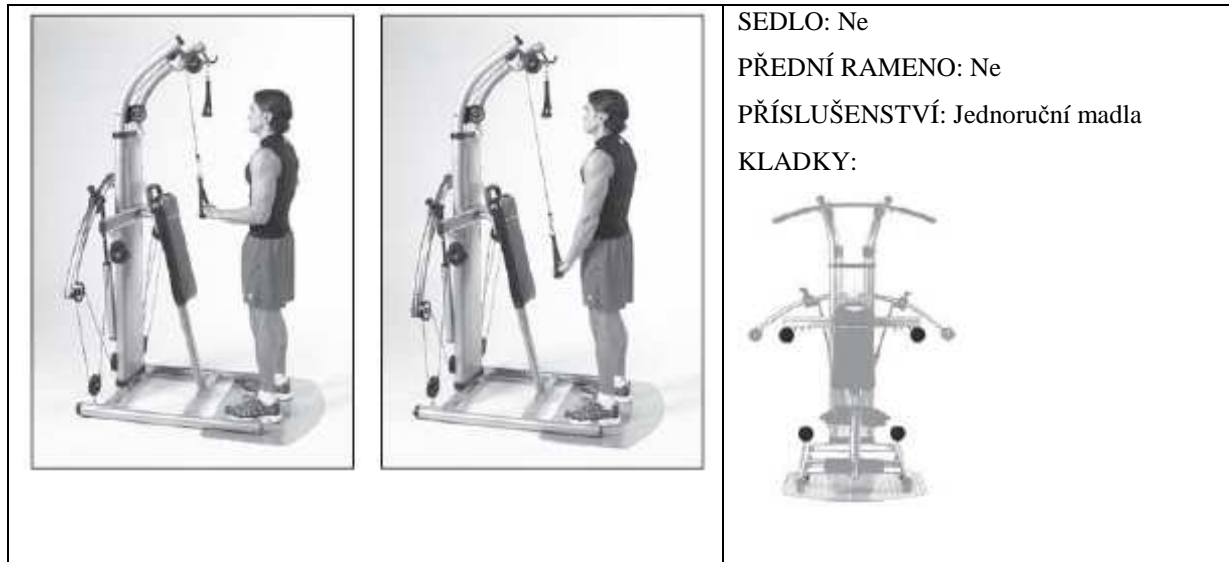 SEDLO: Ne
PŘEDNÍ RAMENO: Ne
PŘÍSLUŠENSTVÍ: Jednoruční madla
KLADKY: